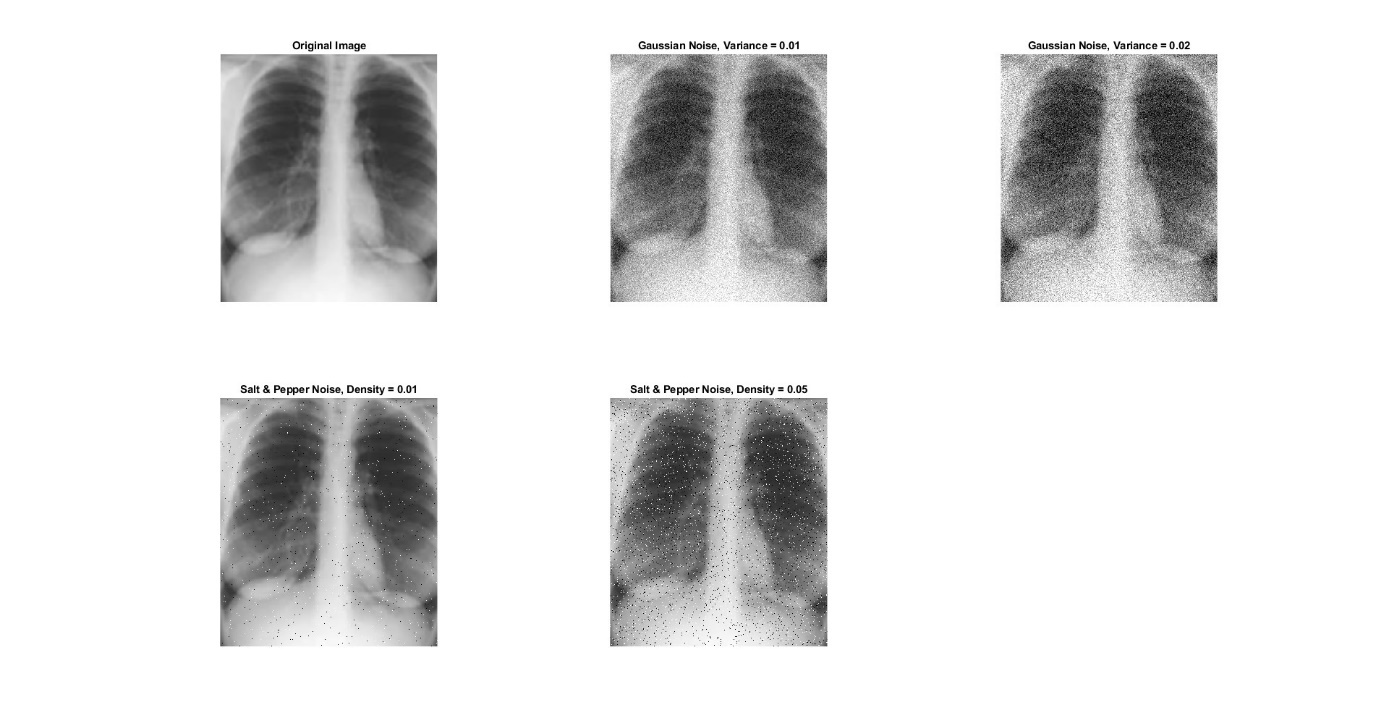 Original Image
Gaussian Noise, Variance = 0.01
Gaussian Noise, Variance = 0.02
Salt & Pepper Noise, Density = 0.01
Salt & Pepper Noise, Density = 0.05